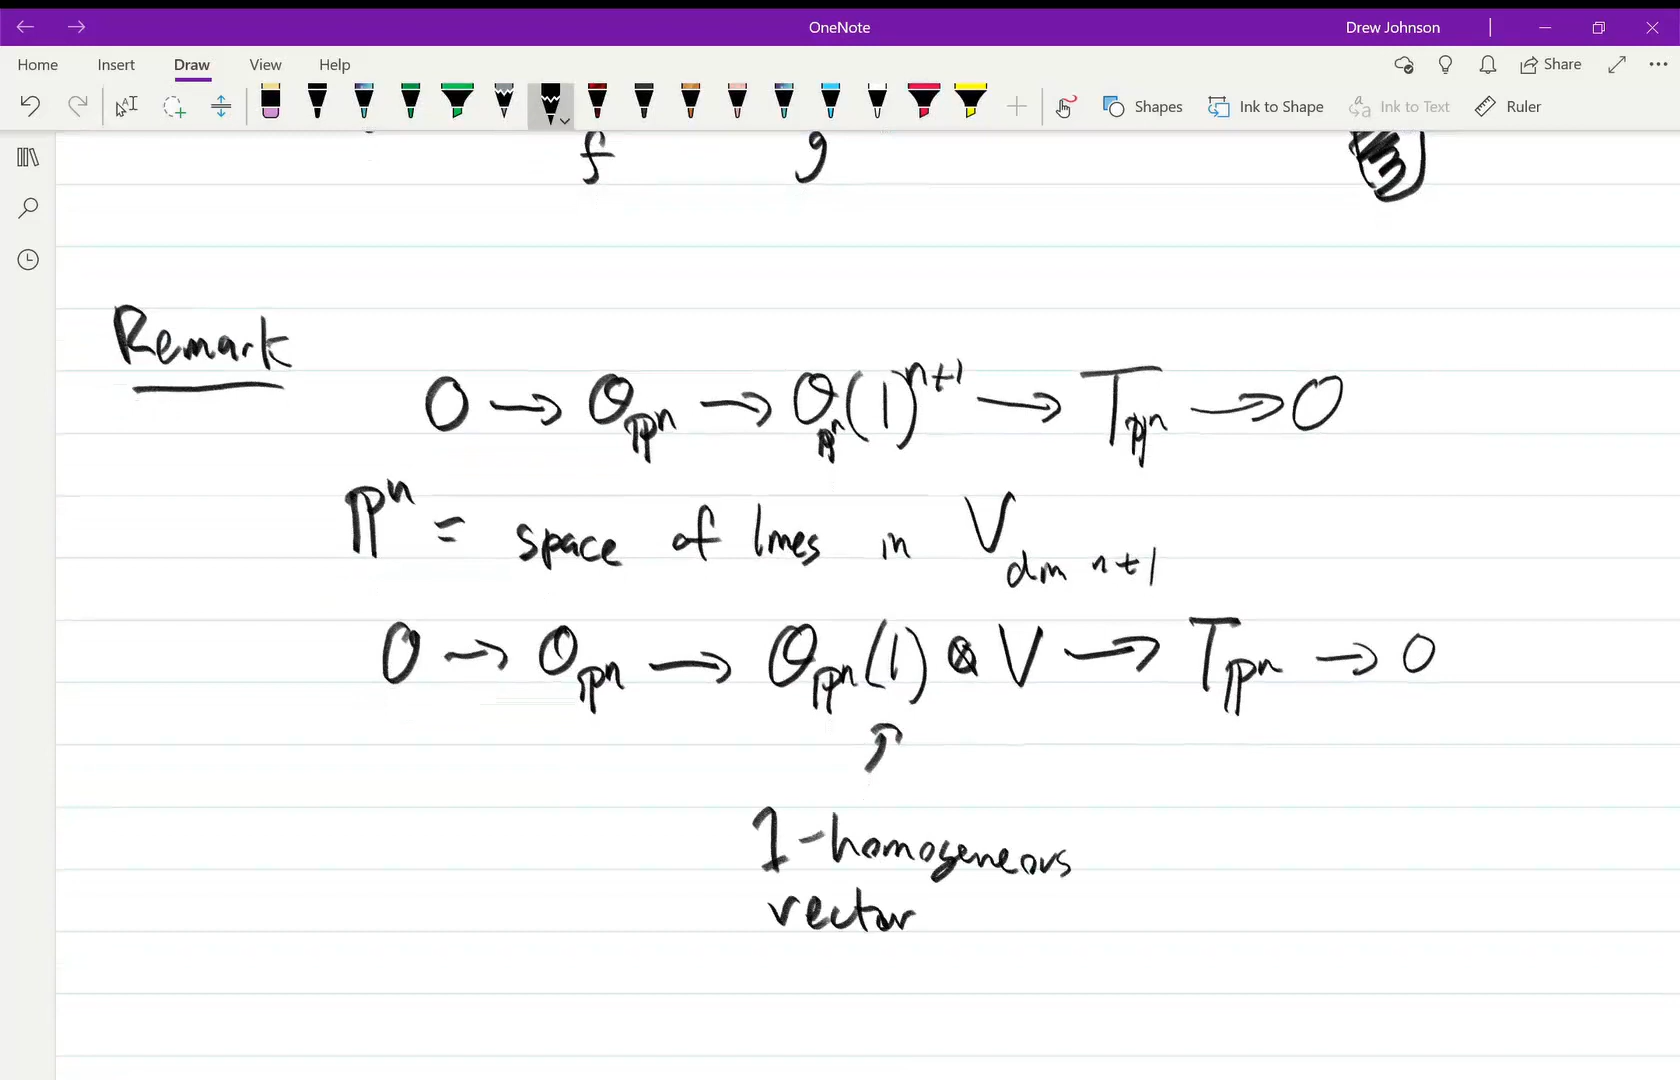 OneNote
Drew Johnson
Home Insert Draw View Help
Share
Shapes Ink to Shape Ink to Text Ruler
f g
Remark
0 → O_{ℙ^n} → O_{ℙ^n}(1)^{n+1} → T_{ℙ^n} → 0
ℙ^n = space of lines in V_{dim n+1}
0 → O_{ℙ^n} → O_{ℙ^n}(1) ⊗ V → T_{ℙ^n} → 0
↑
1-homogeneous
vector